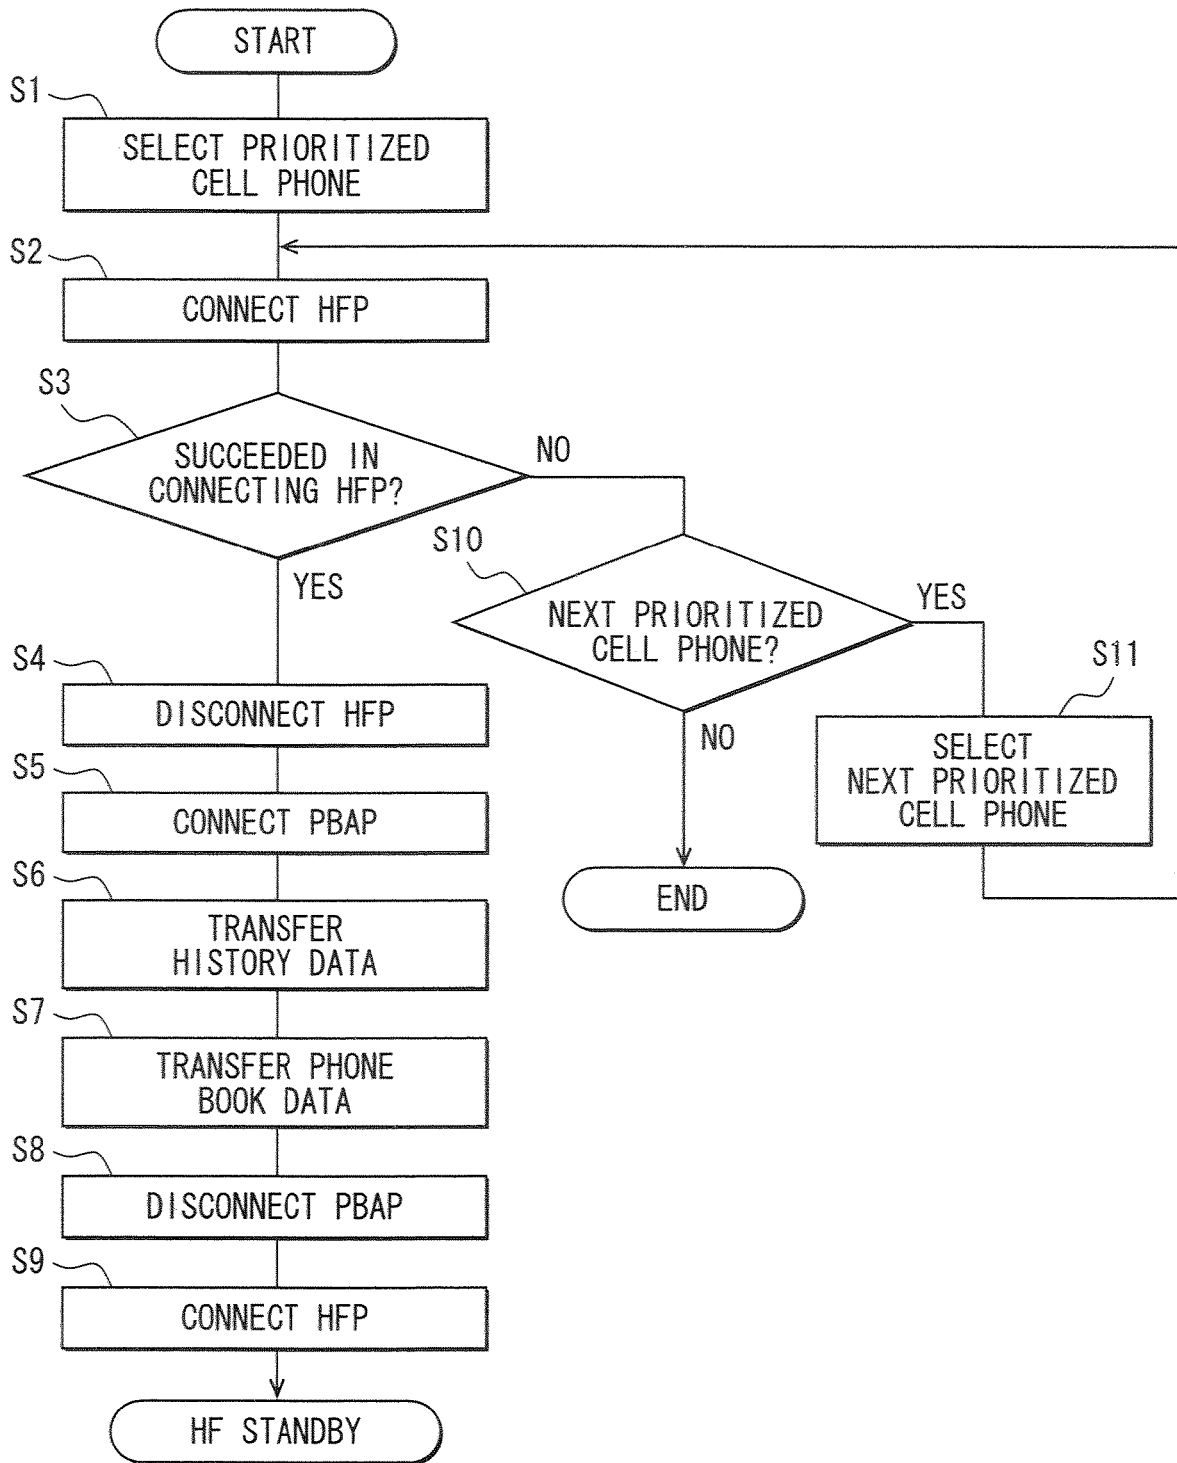 START
S1
SELECT PRIORITIZED
CELL PHONE
S2
CONNECT HFP
S3
SUCCEEDED IN
CONNECTING HFP?
NO
YES
S10
NEXT PRIORITIZED
CELL PHONE?
YES
NO
S11
SELECT
NEXT PRIORITIZED
CELL PHONE
END
S4
DISCONNECT HFP
S5
CONNECT PBAP
S6
TRANSFER
HISTORY DATA
S7
TRANSFER PHONE
BOOK DATA
S8
DISCONNECT PBAP
S9
CONNECT HFP
HF STANDBY